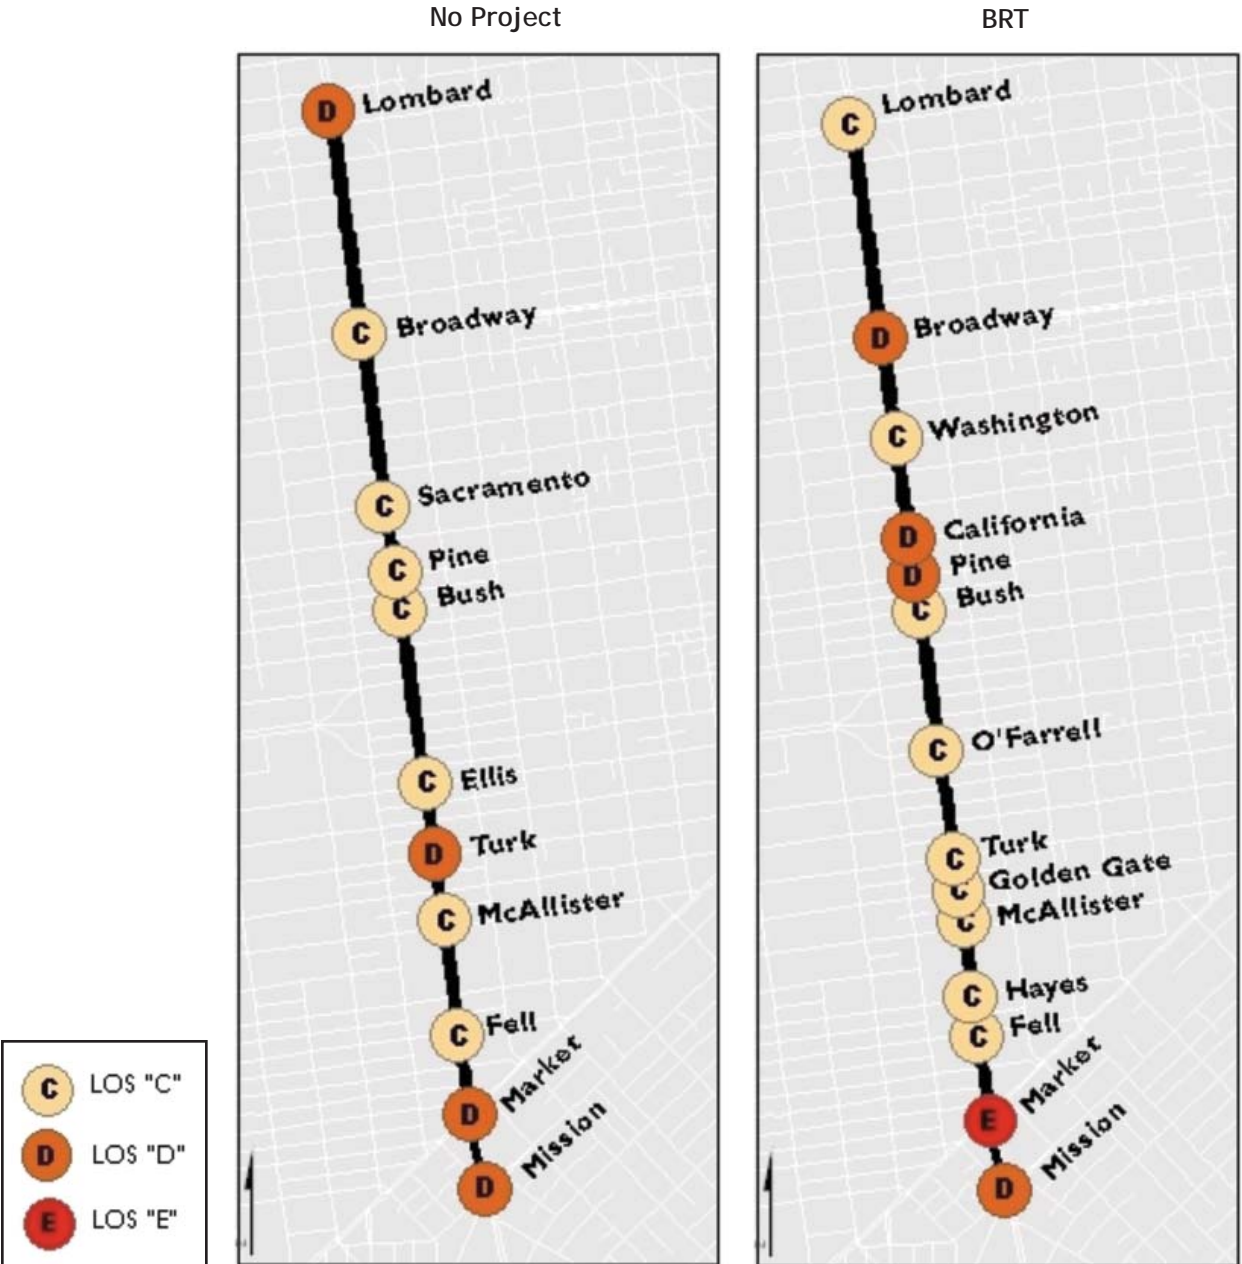 No Project
D Lombard
C Broadway
C Sacramento
C Pine
C Bush
C Ellis
D Turk
C McAllister
C Fell
D Market
D Mission
BRT
C Lombard
D Broadway
C Washington
D California
D Pine
C Bush
C O'Farrell
C Turk
C Golden Gate
C McAllister
C Hayes
C Fell
E Market
D Mission
C LOS "C"
D LOS "D"
E LOS "E"